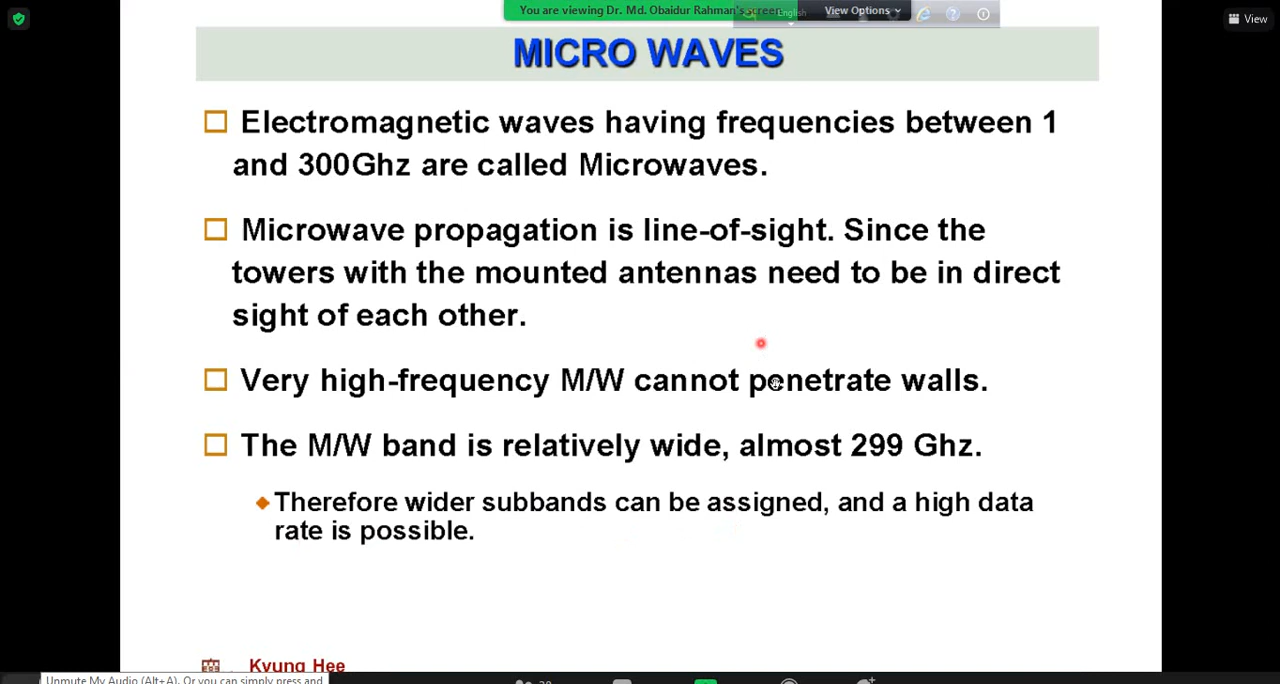 You are viewing Dr. Md. Obaidur Rahman's screen
English
View Options
View
MICRO WAVES
Electromagnetic waves having frequencies between 1
and 300Ghz are called Microwaves.
Microwave propagation is line-of-sight. Since the
towers with the mounted antennas need to be in direct
sight of each other.
Very high-frequency M/W cannot penetrate walls.
The M/W band is relatively wide, almost 299 Ghz.
Therefore wider subbands can be assigned, and a high data
rate is possible.
Kyung Hee
Unmute My Audio (Alt+A). Or you can simply press and